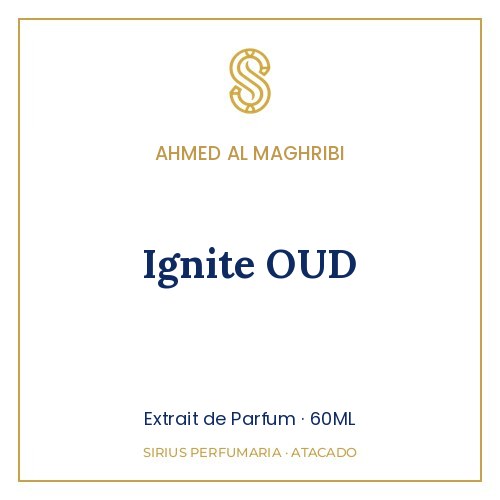 AHMED AL MAGHRIBI
Ignite OUD
Extrait de Parfum · 60ML
SIRIUS PERFUMARIA · ATACADO